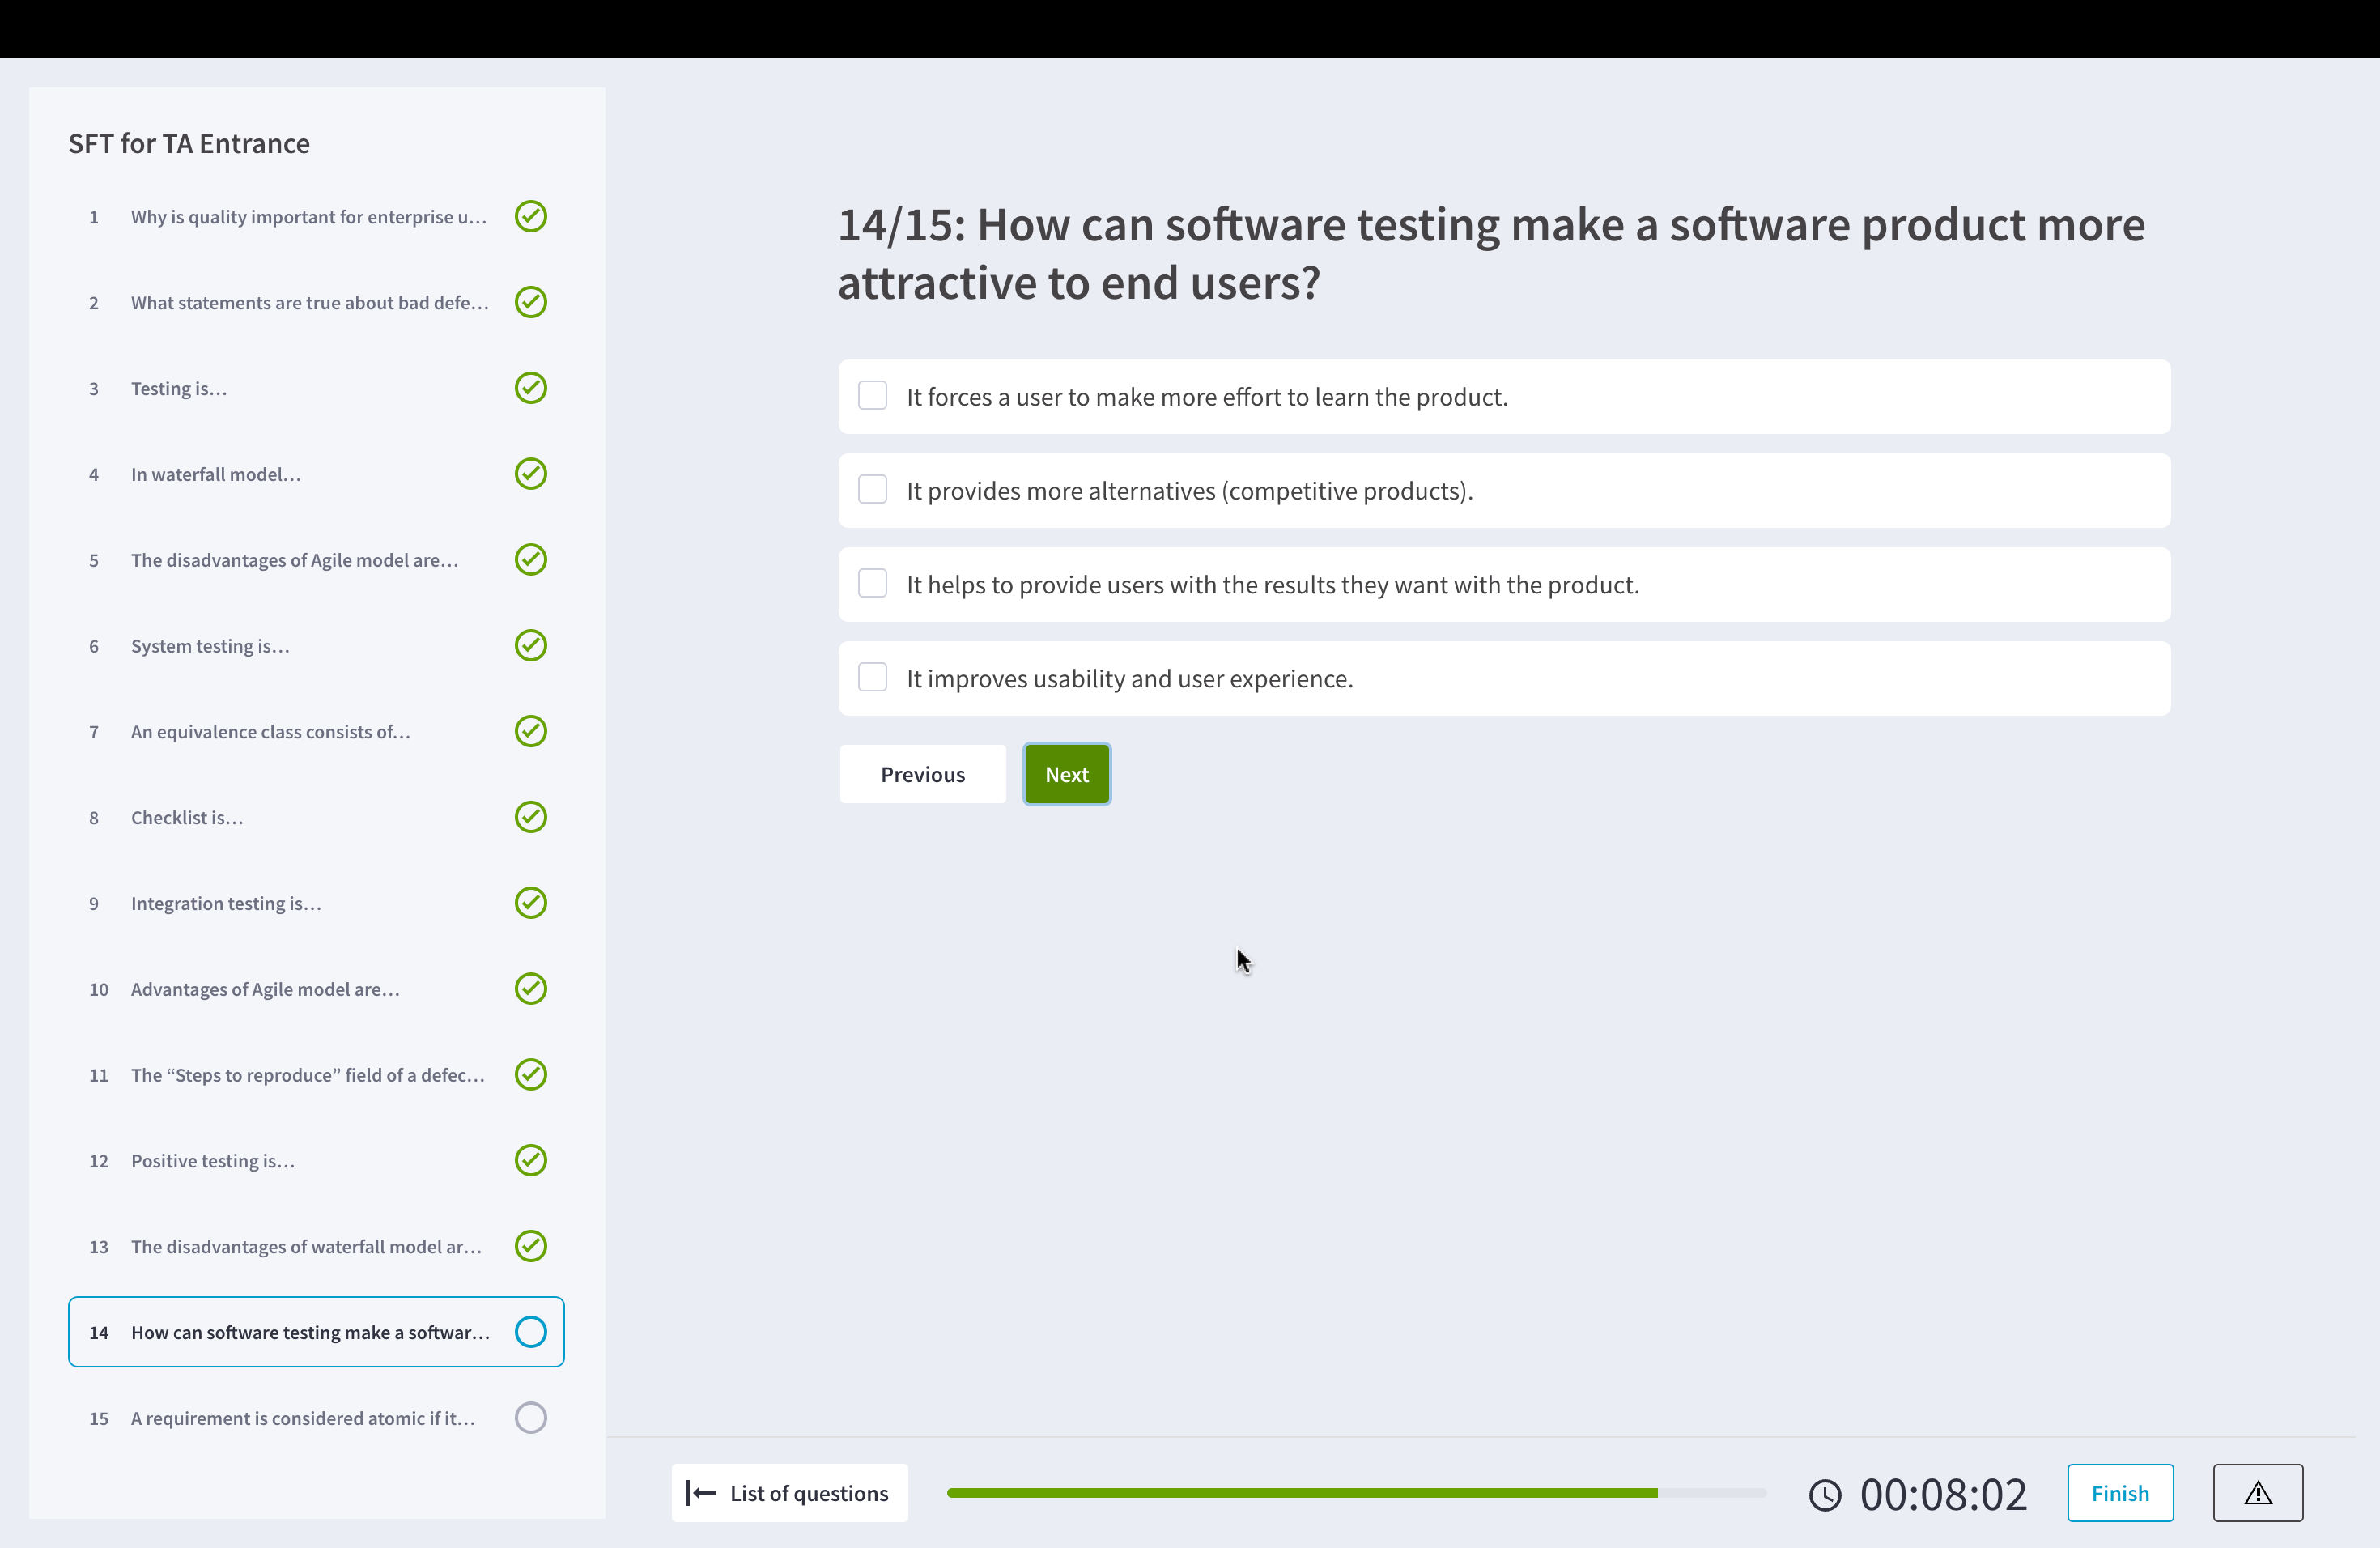 SFT for TA Entrance
1 Why is quality important for enterprise u...
2 What statements are true about bad defe...
3 Testing is...
4 In waterfall model...
5 The disadvantages of Agile model are...
6 System testing is...
7 An equivalence class consists of...
8 Checklist is...
9 Integration testing is...
10 Advantages of Agile model are...
11 The “Steps to reproduce” field of a defec...
12 Positive testing is...
13 The disadvantages of waterfall model ar...
14 How can software testing make a softwar...
15 A requirement is considered atomic if it...
14/15: How can software testing make a software product more
attractive to end users?
It forces a user to make more effort to learn the product.
It provides more alternatives (competitive products).
It helps to provide users with the results they want with the product.
It improves usability and user experience.
Previous Next
List of questions 00:08:02 Finish